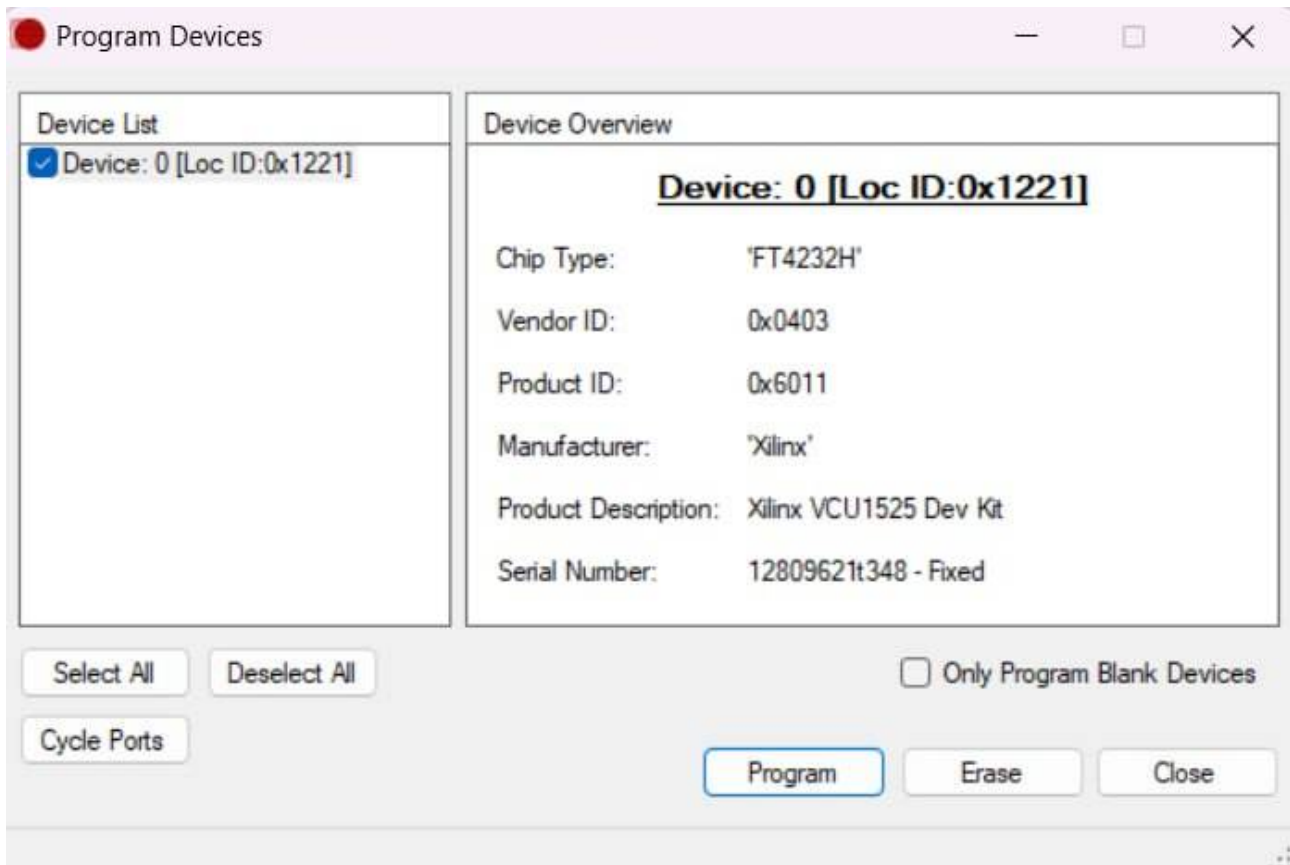 Program Devices
Device List
Device: 0 [Loc ID:0x1221]
Device Overview
Device: 0 [Loc ID:0x1221]
Chip Type: 'FT4232H'
Vendor ID: 0x0403
Product ID: 0x6011
Manufacturer: 'Xilinx'
Product Description: Xilinx VCU1525 Dev Kit
Serial Number: 12809621t348 - Fixed
Select All Deselect All Only Program Blank Devices
Cycle Ports
Program Erase Close